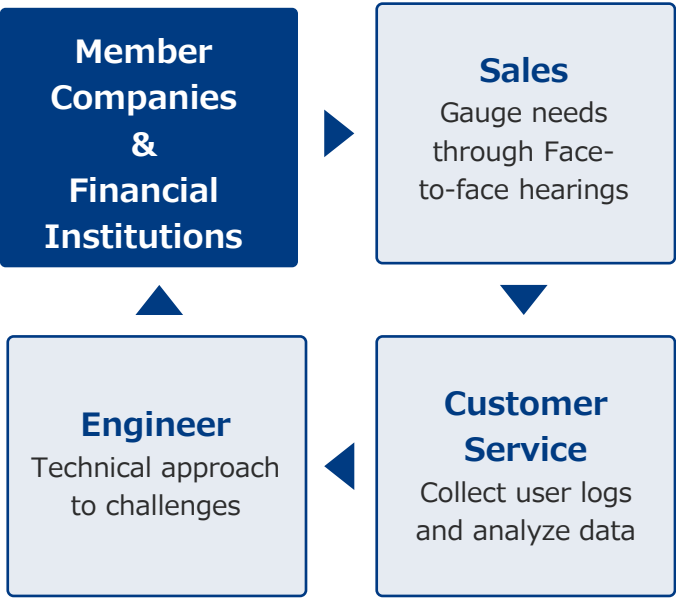 Member
Companies
&
Financial
Institutions
Sales
Gauge needs
through Face-
to-face hearings
Engineer
Technical approach
to challenges
Customer
Service
Collect user logs
and analyze data